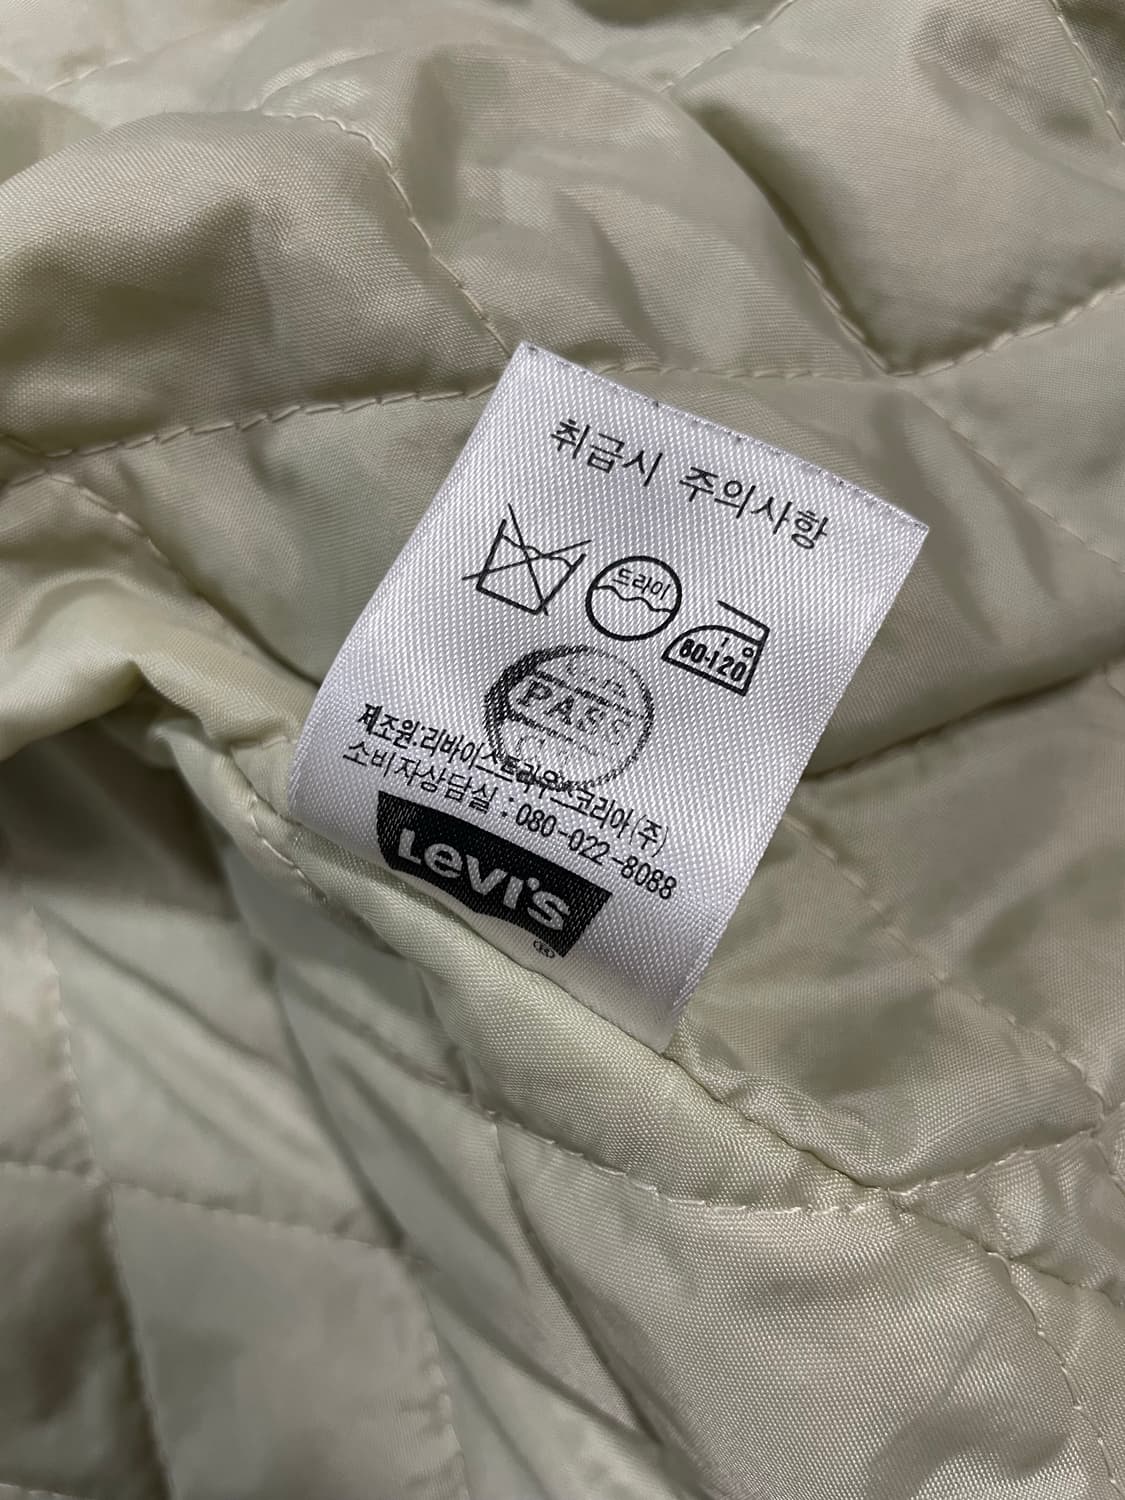 취급시 주의사항
드라이
80-120
PASS
제조원:리바이스트라우스코리아(주)
소비자상담실 : 080-022-8088
Levi's
®